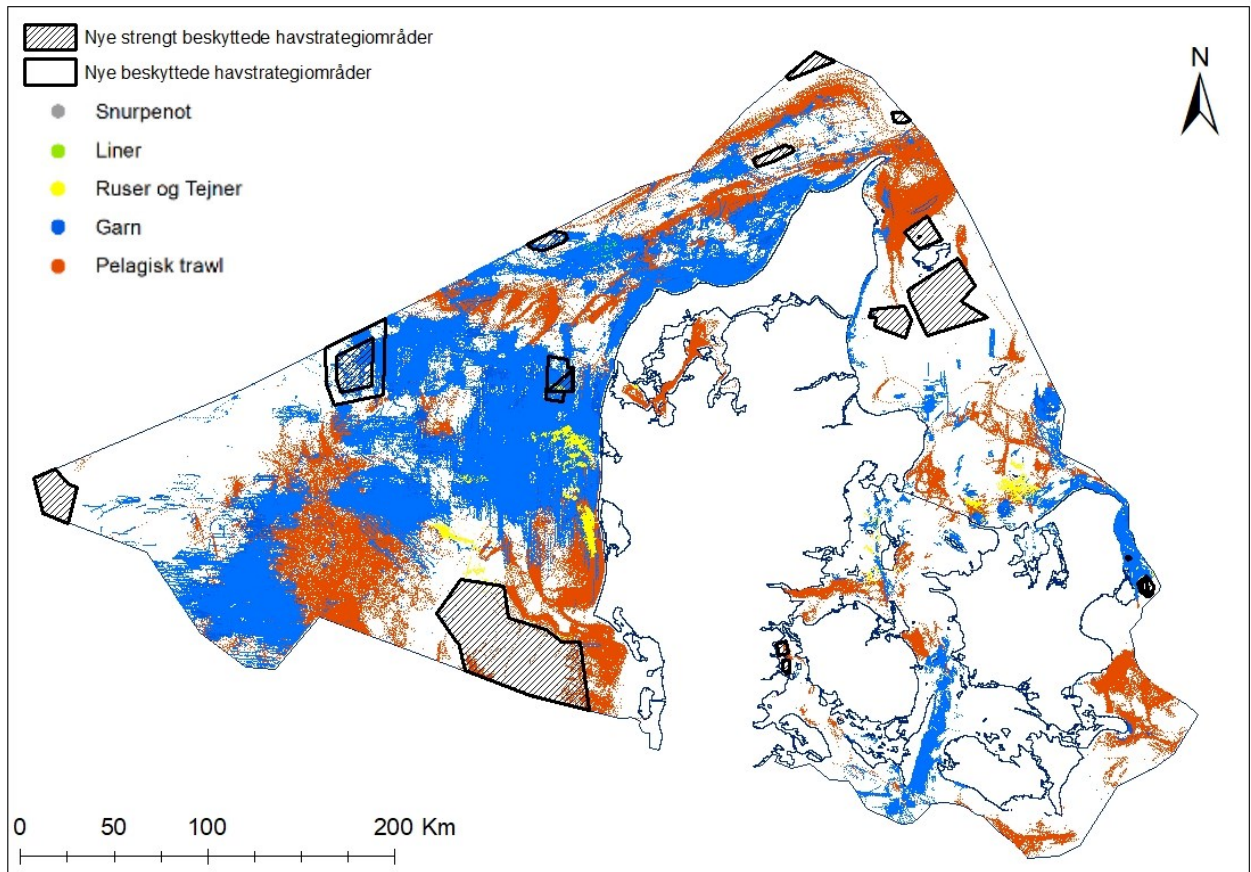 Nye strengt beskyttede havstrategiområder
Nye beskyttede havstrategiområder
Snurpenot
Liner
Ruser og Tejner
Garn
Pelagisk trawl
N
0 50 100 200 Km